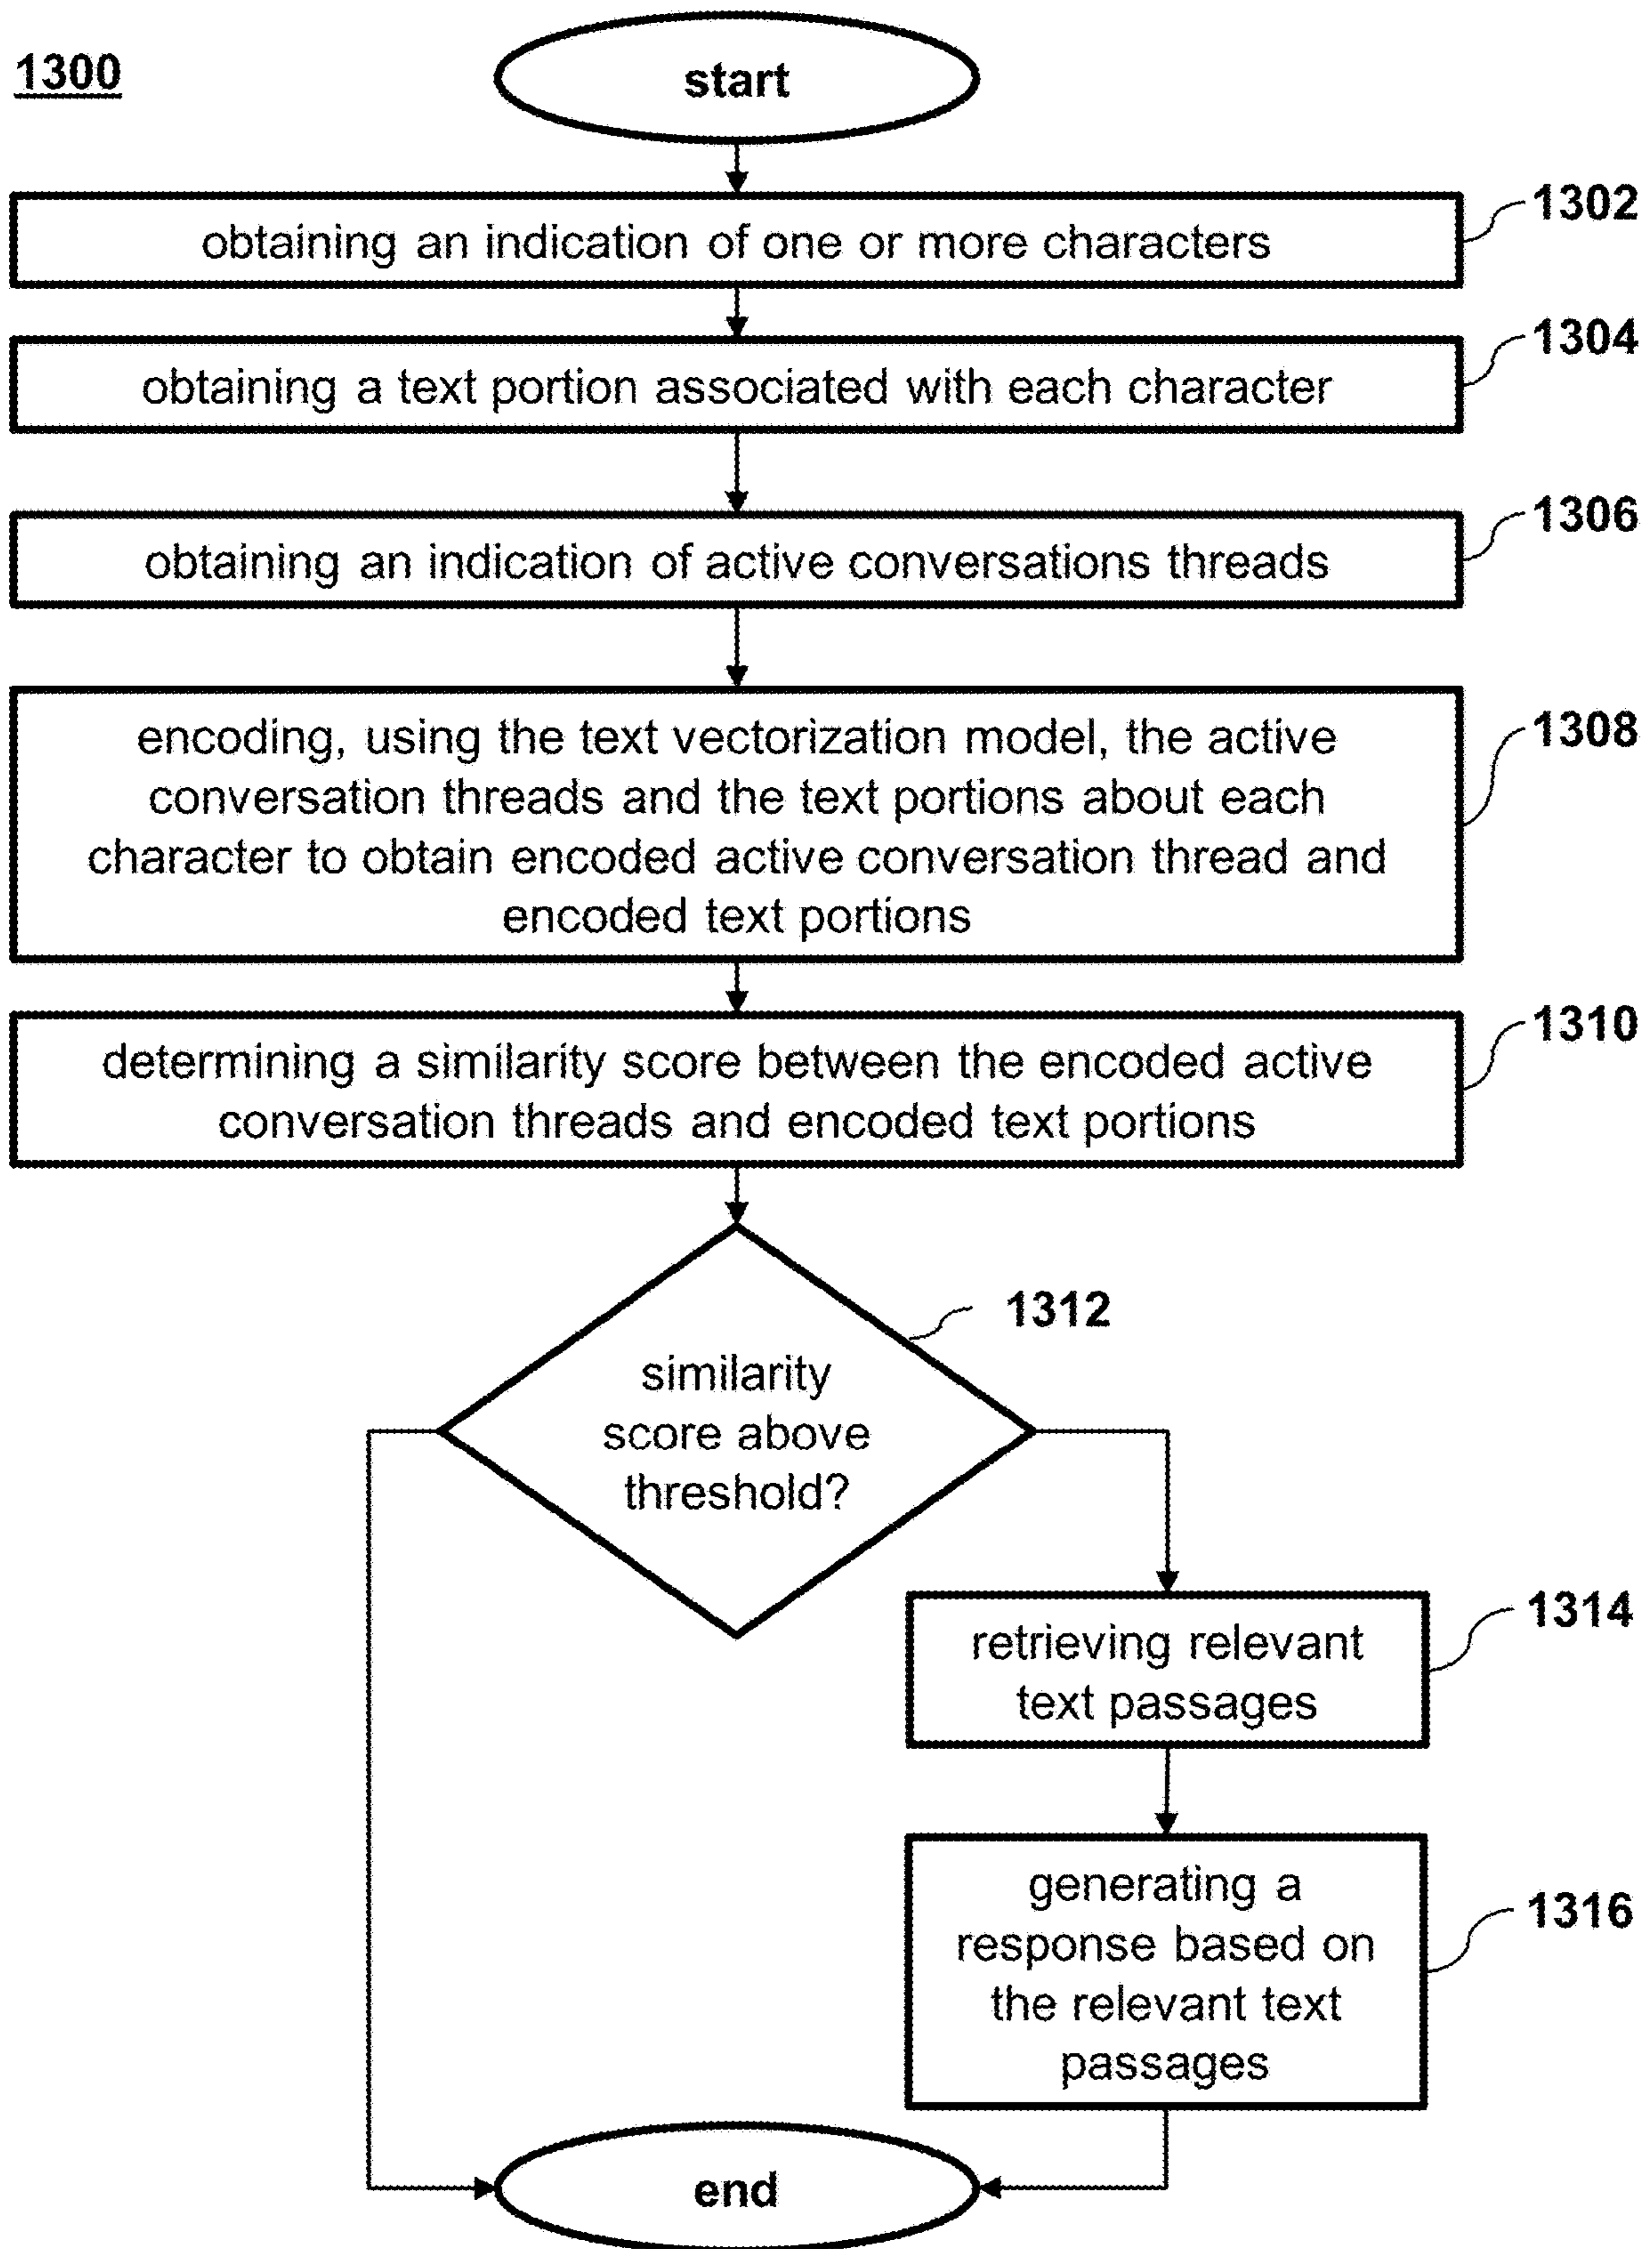 1300
start
1302
obtaining an indication of one or more characters
1304
obtaining a text portion associated with each character
1306
obtaining an indication of active conversations threads
1308
encoding, using the text vectorization model, the active
conversation threads and the text portions about each
character to obtain encoded active conversation thread and
encoded text portions
1310
determining a similarity score between the encoded active
conversation threads and encoded text portions
1312
similarity
score above
threshold?
1314
retrieving relevant
text passages
1316
generating a
response based on
the relevant text
passages
end